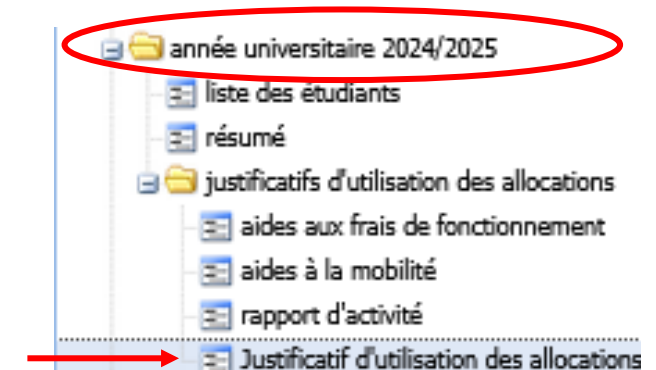 année universitaire 2024/2025
liste des étudiants
résumé
justificatifs d'utilisation des allocations
aides aux frais de fonctionnement
aides à la mobilité
rapport d'activité
Justificatif d'utilisation des allocations